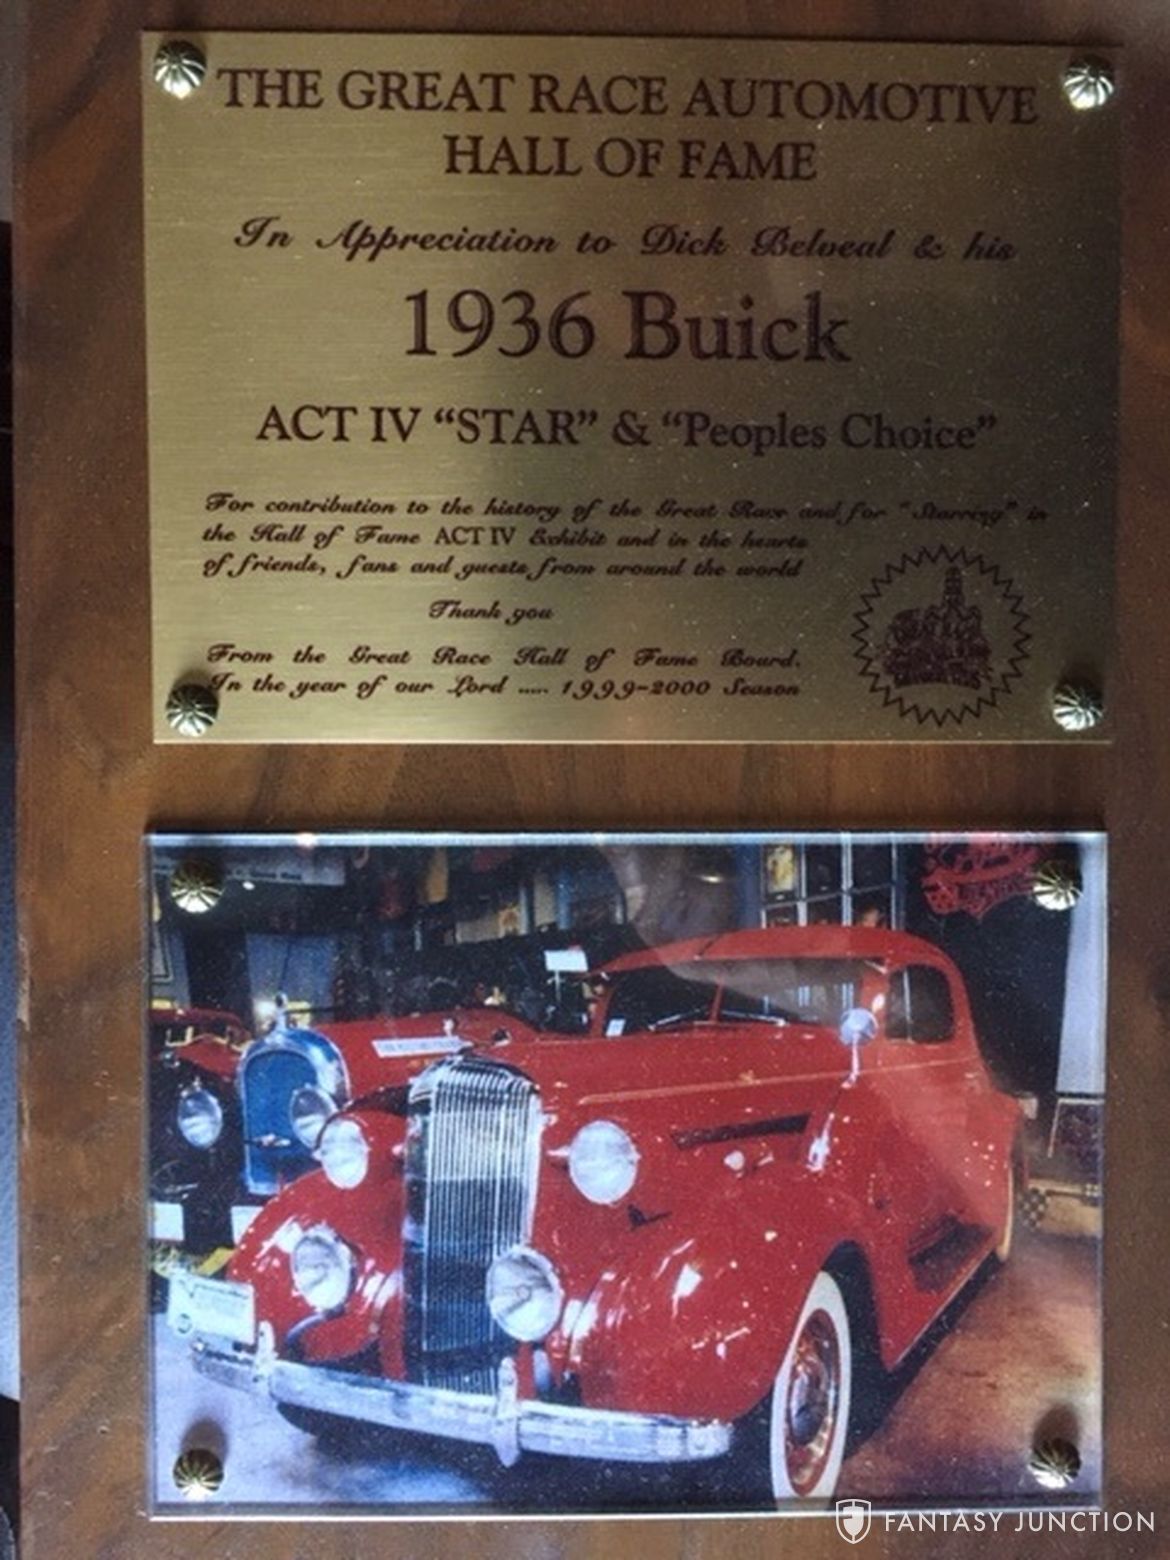 THE GREAT RACE AUTOMOTIVE
HALL OF FAME
In Appreciation to Dick Belveal & his
1936 Buick
ACT IV “STAR” & “Peoples Choice”
For contribution to the history of the Great Race and for “Starring” in
the Hall of Fame ACT IV Exhibit and in the hearts
of friends, fans and guests from around the world
Thank you
From the Great Race Hall of Fame Board.
In the year of our Lord ..... 1999-2000 Season
FANTASY JUNCTION